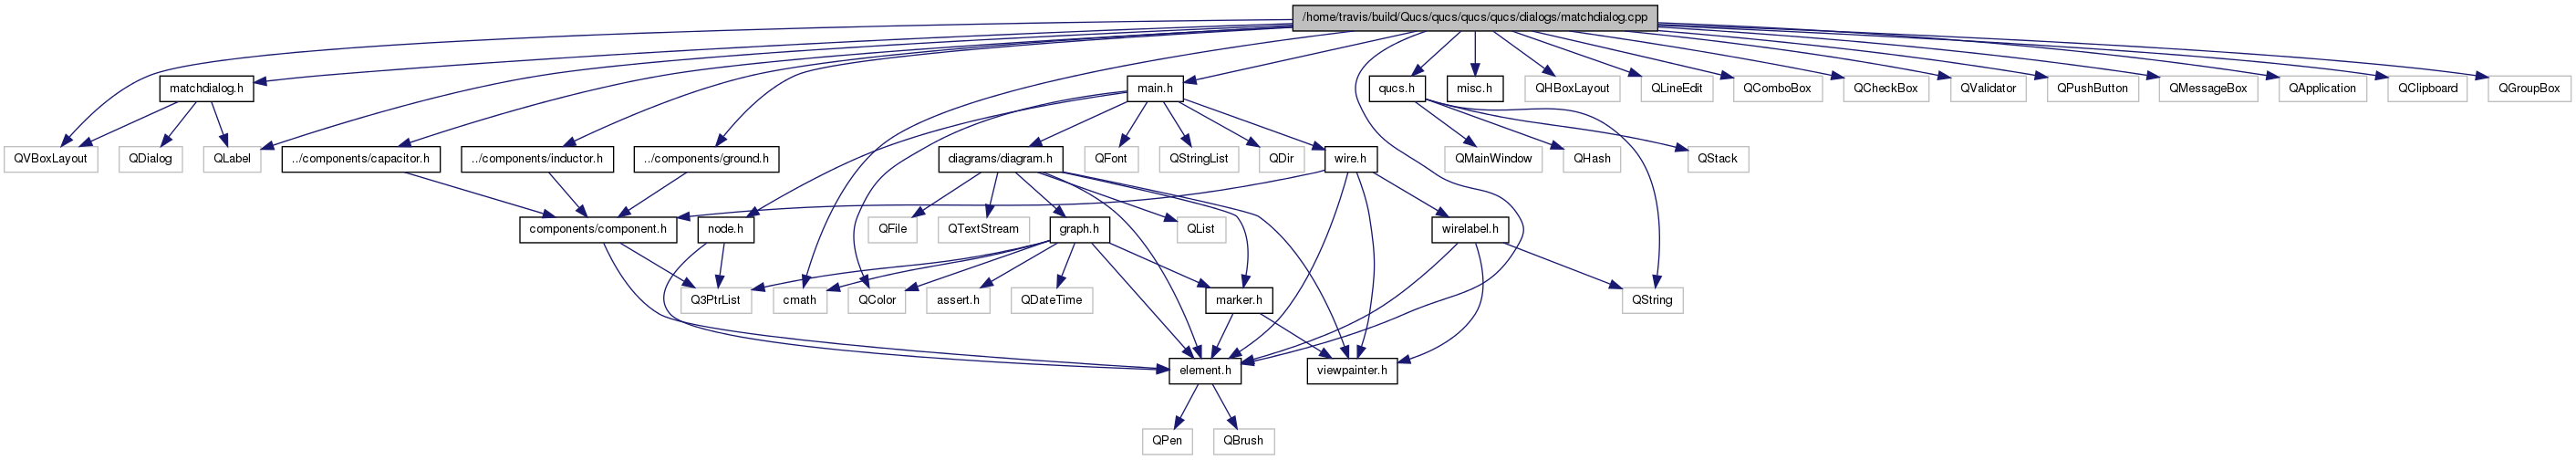 /home/travis/build/Qucs/qucs/qucs/qucs/dialogs/matchdialog.cpp
matchdialog.h
main.h
qucs.h
misc.h
QHBoxLayout
QLineEdit
QComboBox
QCheckBox
QValidator
QPushButton
QMessageBox
QApplication
QClipboard
QGroupBox
QVBoxLayout
QDialog
QLabel
../components/capacitor.h
../components/inductor.h
../components/ground.h
diagrams/diagram.h
QFont
QStringList
QDir
wire.h
QMainWindow
QHash
QStack
components/component.h
node.h
QFile
QTextStream
graph.h
QList
wirelabel.h
Q3PtrList
cmath
QColor
assert.h
QDateTime
marker.h
QString
element.h
viewpainter.h
QPen
QBrush